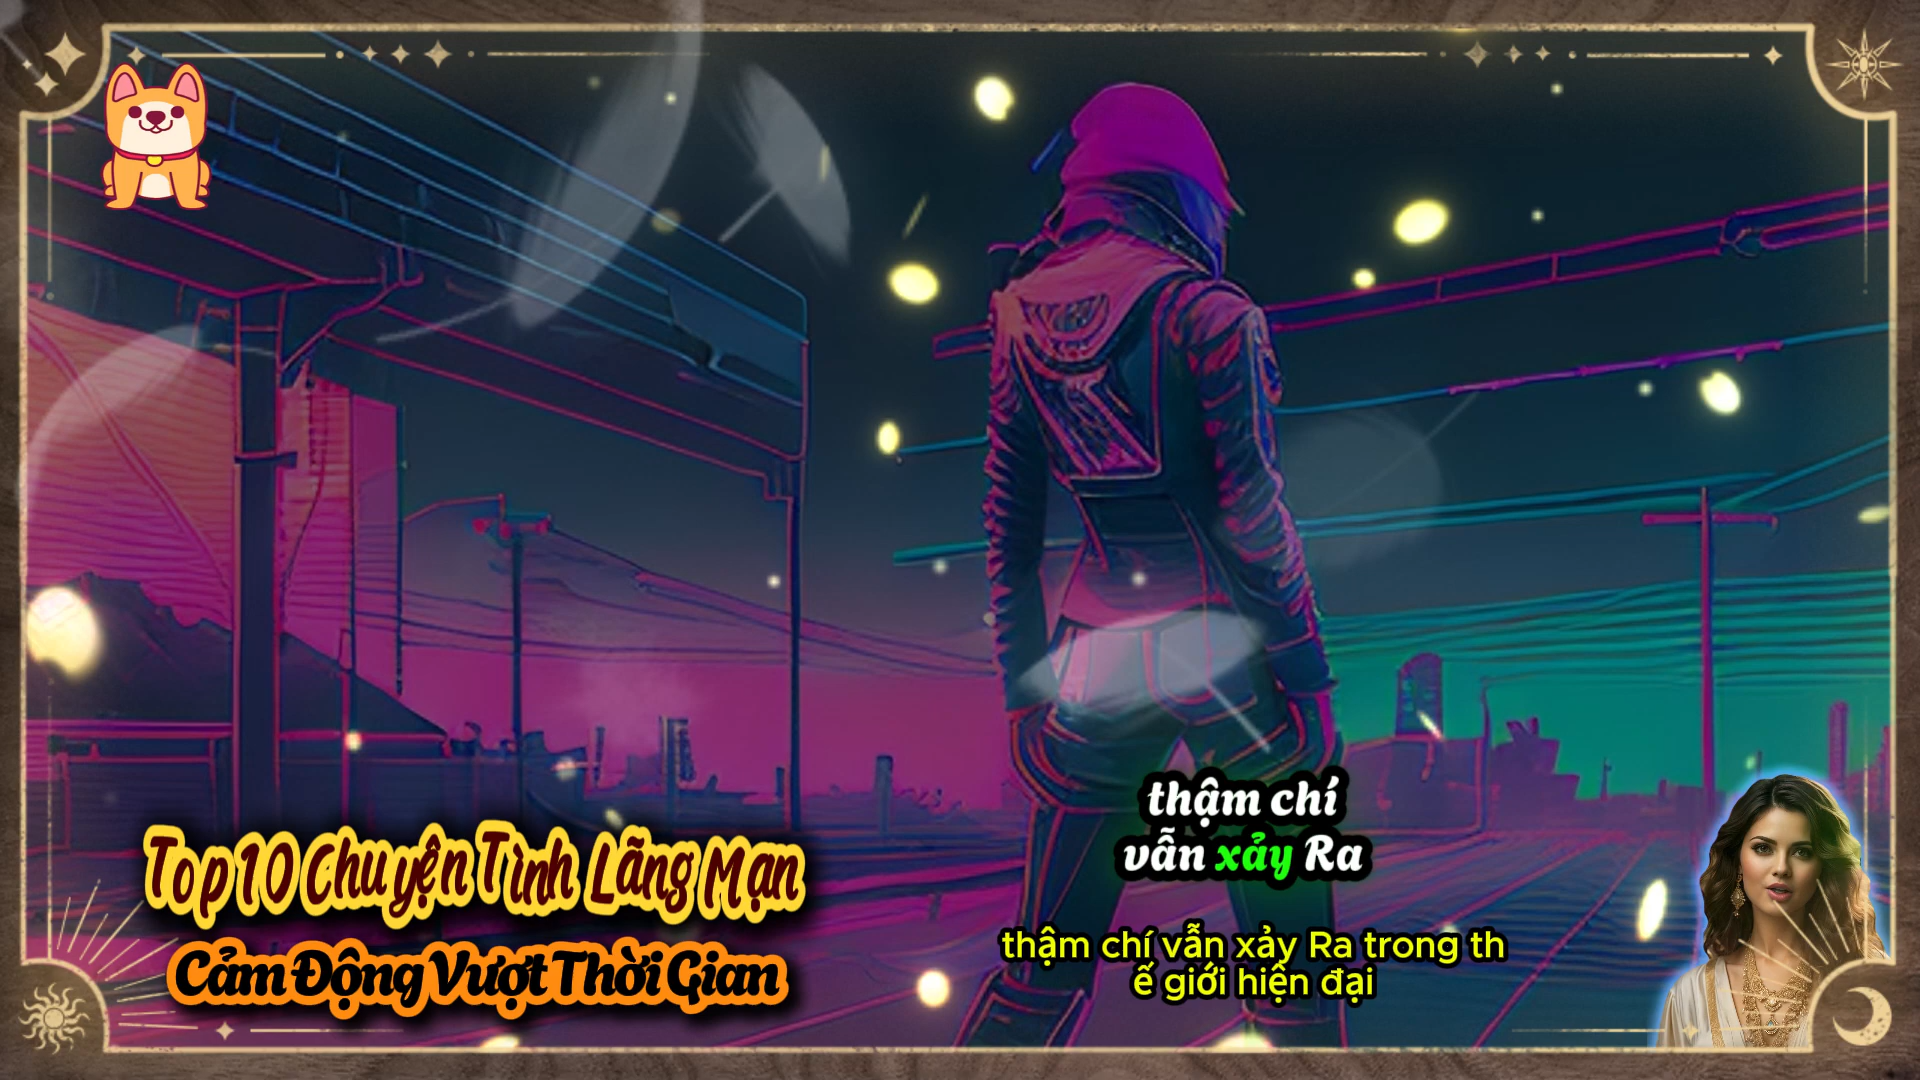 Top 10 Chuyện Tình Lãng Mạn
Cảm Động Vượt Thời Gian
thậm chí
vẫn xảy Ra
thậm chí vẫn xảy Ra trong th
ế giới hiện đại